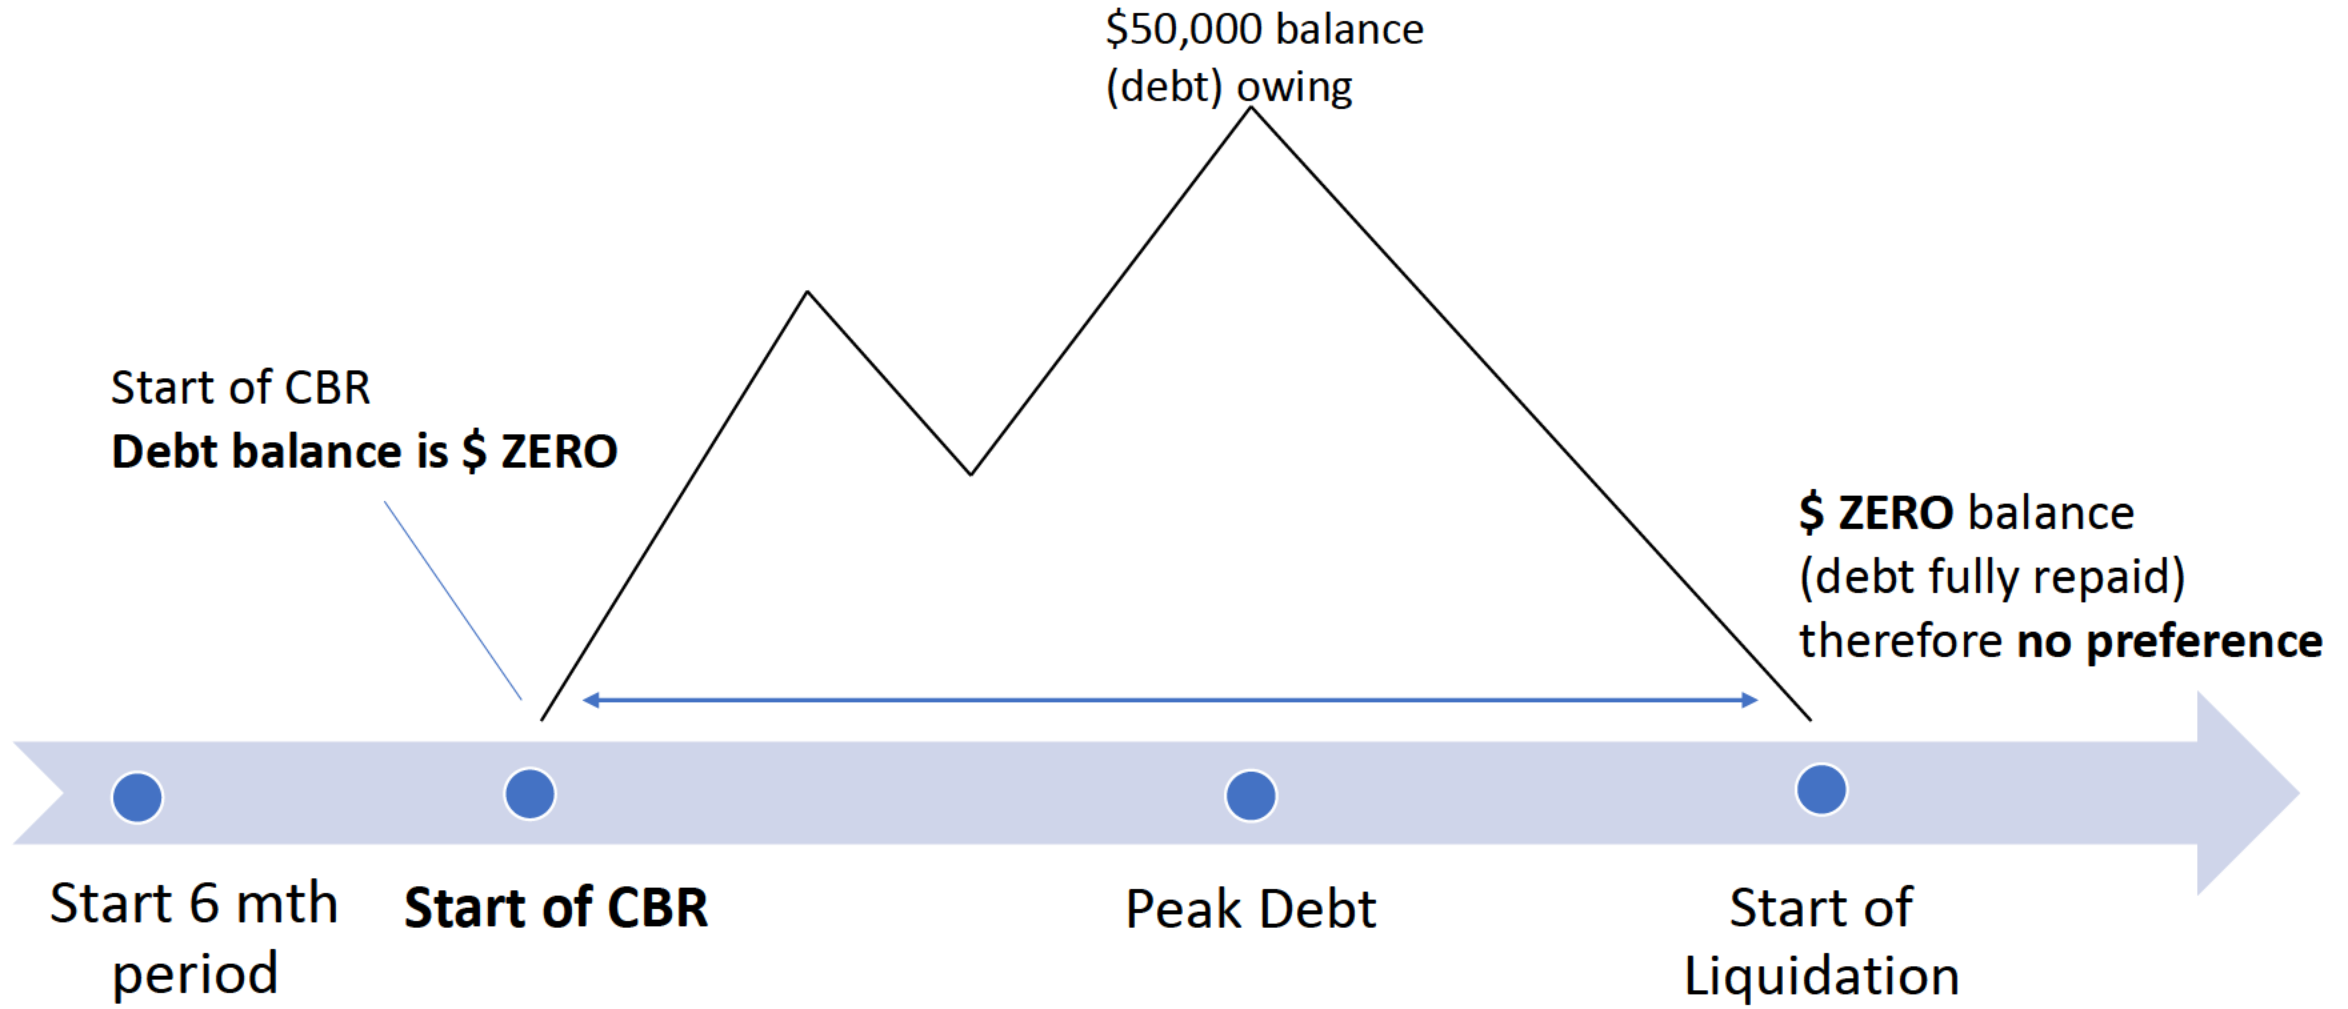 $50,000 balance
(debt) owing
Start of CBR
Debt balance is $ ZERO
$ ZERO balance
(debt fully repaid)
therefore no preference
Start 6 mth
period
Start of CBR
Peak Debt
Start of
Liquidation